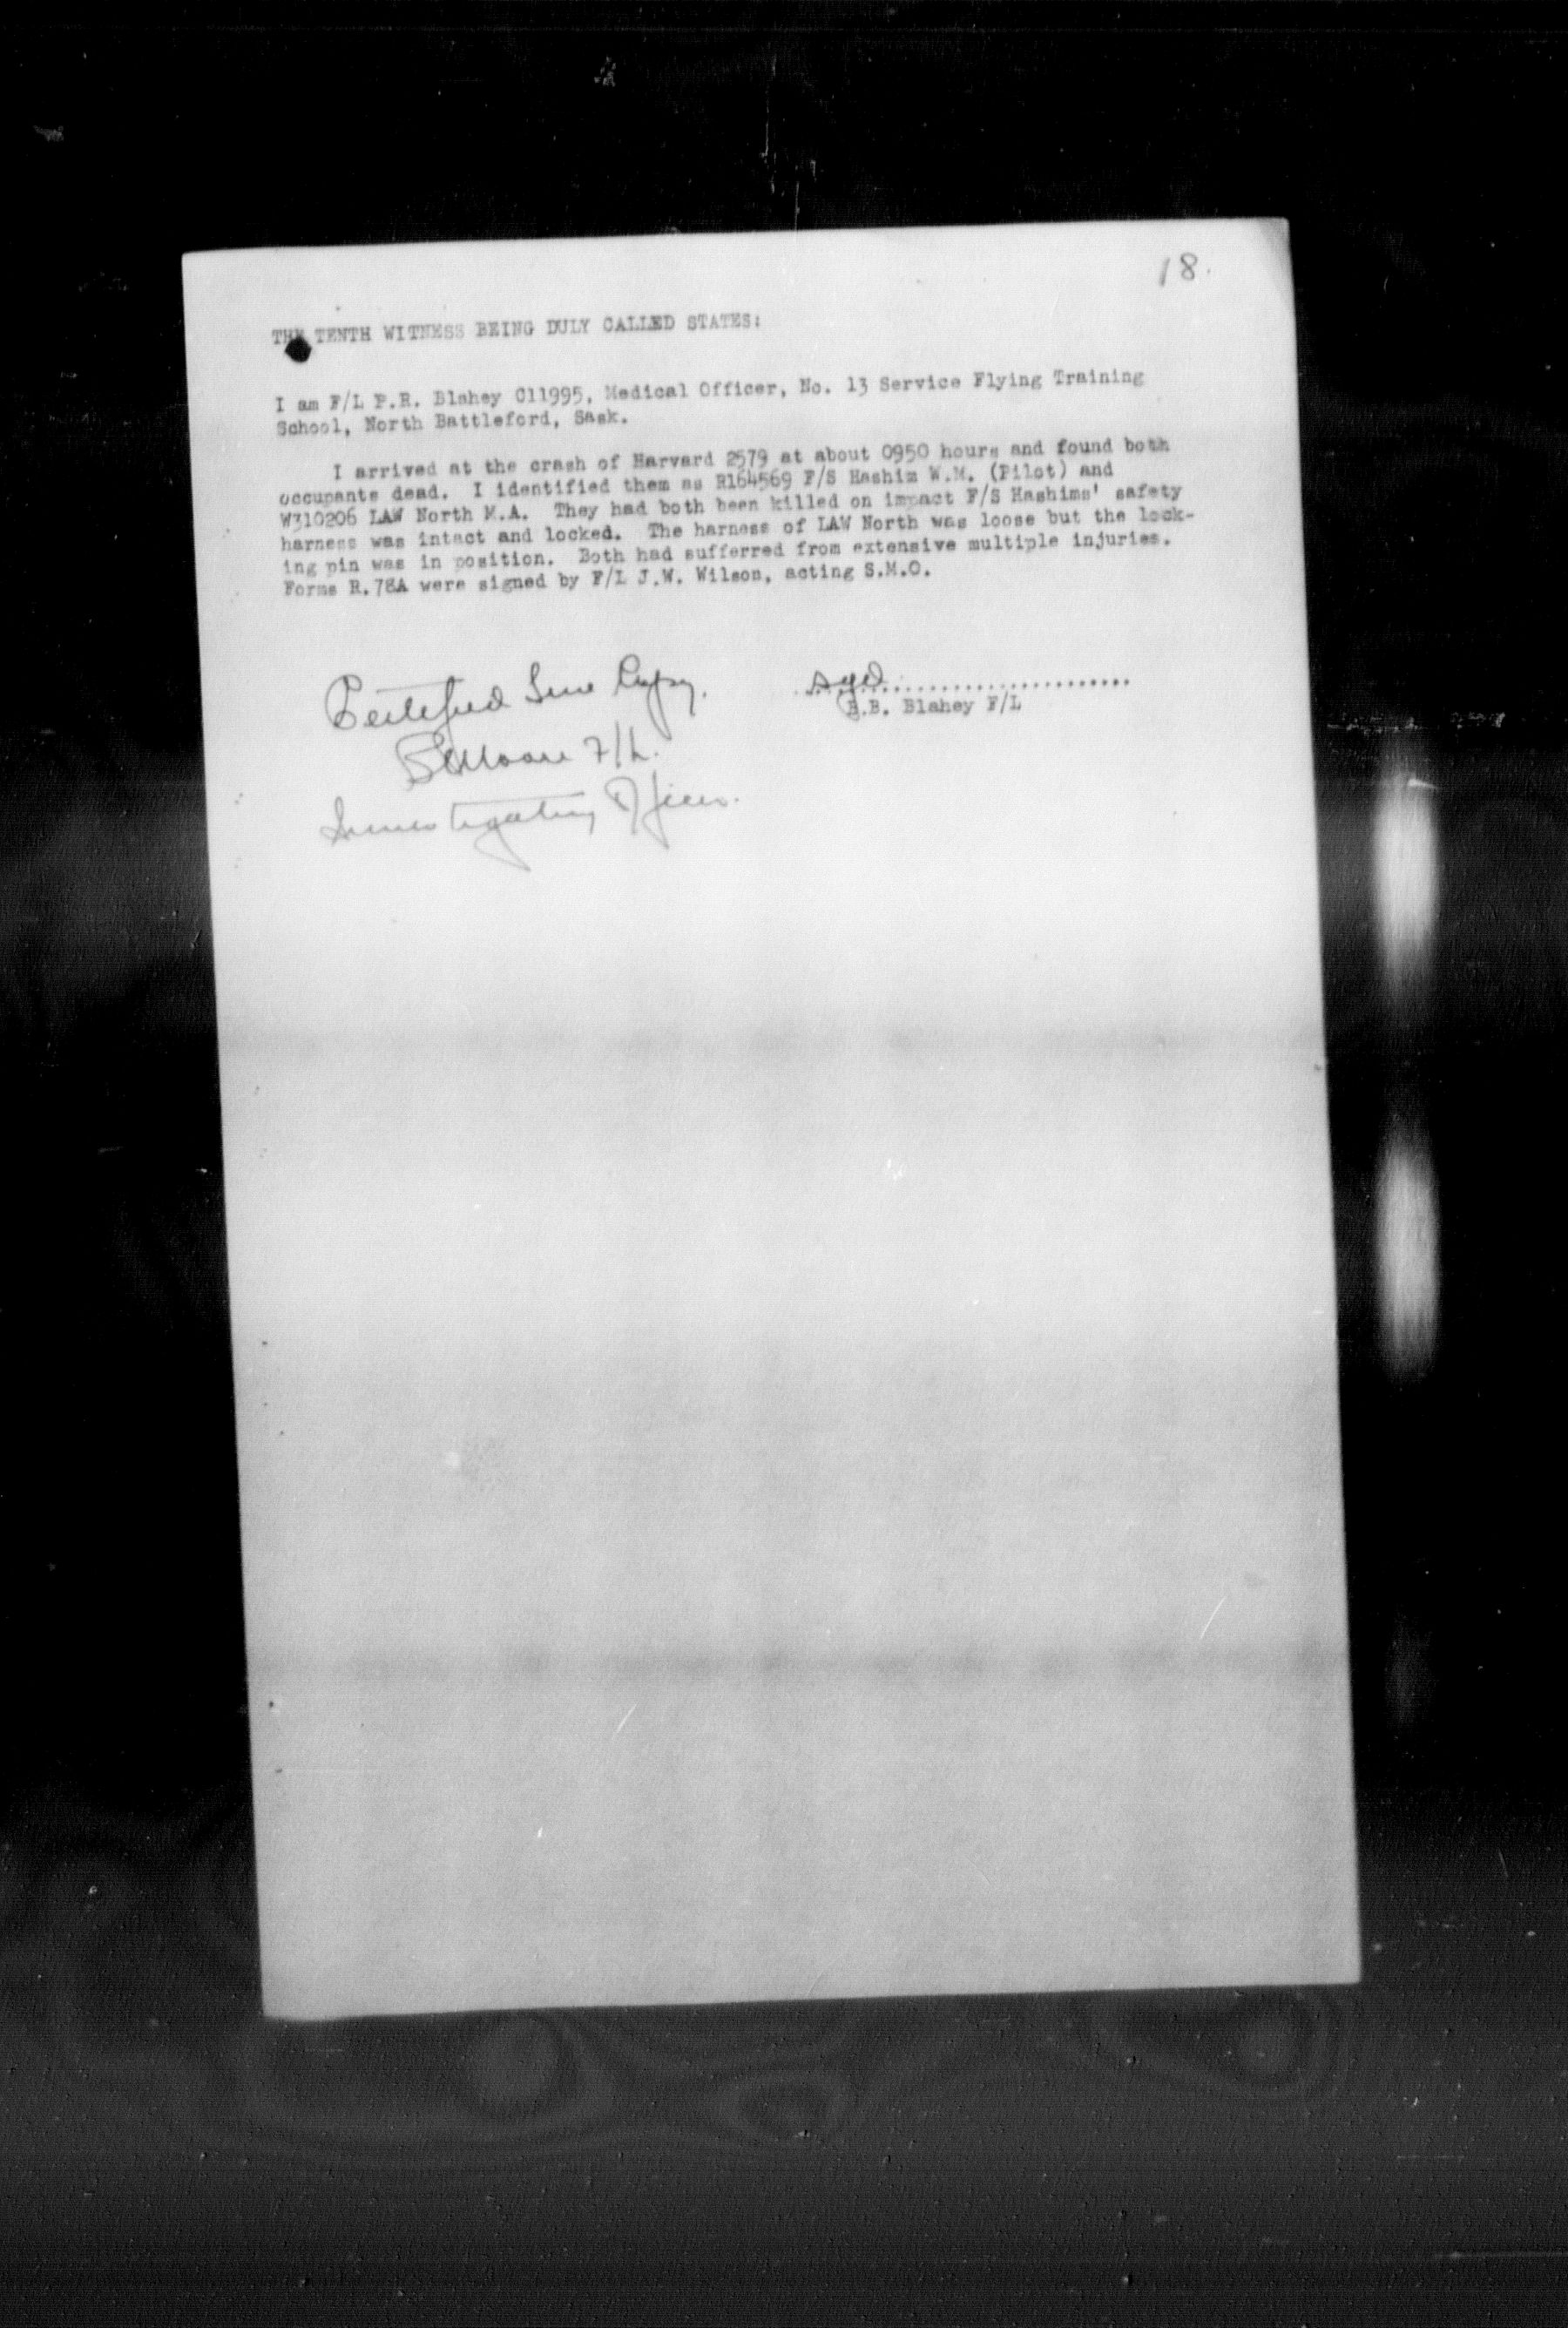 18.
THE TENTH WITNESS BEING DULY CALLED STATES:
I am F/L P.R. Blahey C11995, Medical Officer, No. 13 Service Flying Training
School, North Battleford, Sask.
I arrived at the crash of Harvard 2579 at about 0950 hours and found both
occupants dead. I identified them as R164569 F/S Hashim W.M. (Pilot) and
W310206 LAW North M.A. They had both been killed on impact F/S Hashims' safety
harness was intact and locked. The harness of LAW North was loose but the lock-
ing pin was in position. Both had sufferred from extensive multiple injuries.
Forms R.78A were signed by F/L J.W. Wilson, acting S.M.O.
Certified True Copy.
sgd..........................
B. Blahey F/L
Moore F/L.
Investigating Officer.